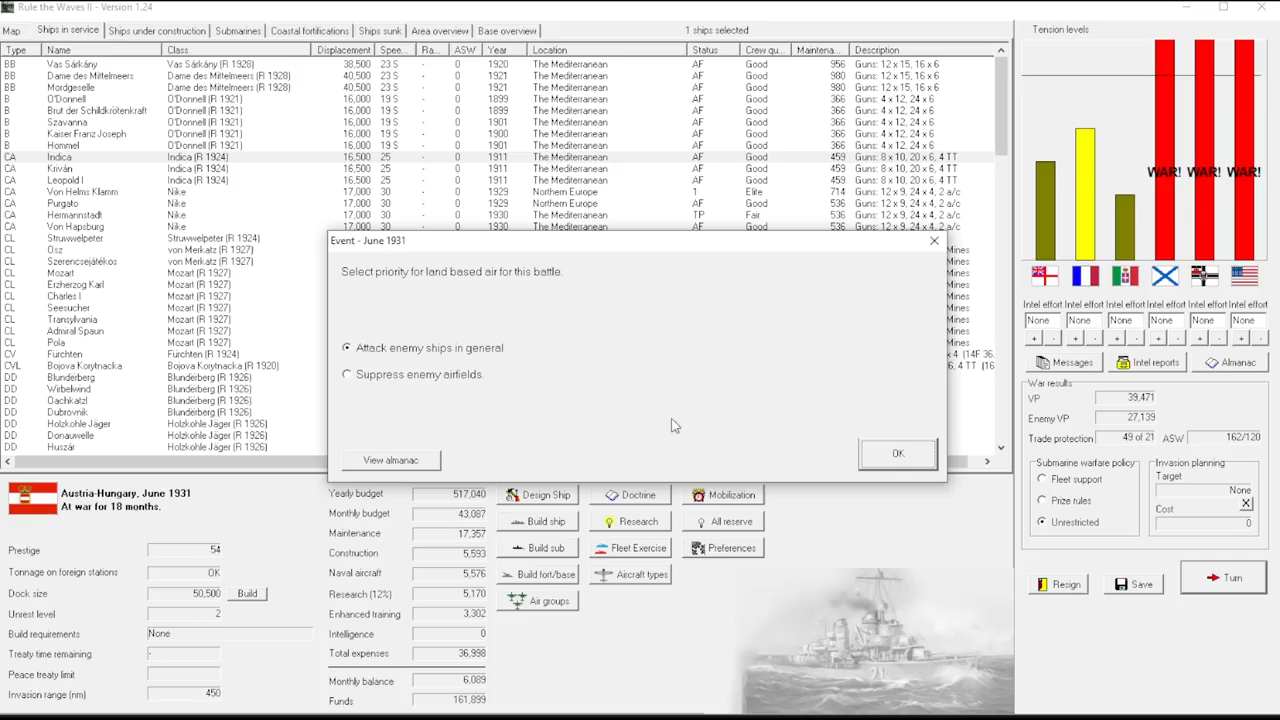 Rule the Waves II - Version 1.24
Map Ships in service Ships under construction Submarines Coastal fortifications Ships sunk Area overview Base overview 1 ships selected
Type Name Class Displacement Spee... Ra... ASW Year Location Status Crew qu... Maintena... Description
BB Vas Sárkány Vas Sárkány (R 1928) 38,500 23 S - 0 1920 The Mediterranean AF Good 956 Guns: 12 x 15, 16 x 6
BB Dame des Mittelmeers Dame des Mittelmeers (R 1928) 40,500 23 S - 0 1921 The Mediterranean AF Good 980 Guns: 12 x 15, 16 x 6
BB Mordgeselle Dame des Mittelmeers (R 1928) 40,500 23 S - 0 1921 The Mediterranean AF Good 980 Guns: 12 x 15, 16 x 6
B O'Donnell O'Donnell (R 1921) 16,000 19 S - 0 1899 The Mediterranean AF Good 366 Guns: 4 x 12, 24 x 6
B Brut der Schildkrötenkraft O'Donnell (R 1921) 16,000 19 S - 0 1899 The Mediterranean AF Good 366 Guns: 4 x 12, 24 x 6
B Szavanna O'Donnell (R 1921) 16,000 19 S - 0 1901 The Mediterranean AF Good 366 Guns: 4 x 12, 24 x 6
B Kaiser Franz Joseph O'Donnell (R 1921) 16,000 19 S - 0 1900 The Mediterranean AF Good 366 Guns: 4 x 12, 24 x 6
B Hommel O'Donnell (R 1921) 16,000 19 S - 0 1901 The Mediterranean AF Good 366 Guns: 4 x 12, 24 x 6
CA Indica Indica (R 1924) 16,500 25 - 0 1911 The Mediterranean AF Good 459 Guns: 8 x 10, 20 x 6, 4 TT
CA Kriván Indica (R 1924) 16,500 25 - 0 1911 The Mediterranean AF Good 459 Guns: 8 x 10, 20 x 6, 4 TT
CA Leopold I Indica (R 1924) 16,500 25 - 0 1911 The Mediterranean AF Good 459 Guns: 8 x 10, 20 x 6, 4 TT
CA Von Helms Klamm Nike 17,000 30 - 0 1929 Northern Europe 1 Elite 714 Guns: 12 x 9, 24 x 4, 2 a/c
CA Purgato Nike 17,000 30 - 0 1929 Northern Europe AF Good 536 Guns: 12 x 9, 24 x 4, 2 a/c
CA Hermannstadt Nike 17,000 30 - 0 1930 The Mediterranean TP Fair 536 Guns: 12 x 9, 24 x 4, 2 a/c
CA Von Hapsburg Nike 17,000 30 - 0 1930 The Mediterranean AF Good 536 Guns: 12 x 9, 24 x 4, 2 a/c
CL Struwwelpeter Struwwelpeter (R 1924)
CL Osz von Merkatz (R 1927) Mines
CL Szerencsejátékos von Merkatz (R 1927) Mines
CL Mozart Mozart (R 1927) Mines
CL Erzherzog Karl Mozart (R 1927) Mines
CL Charles I Mozart (R 1927) Mines
CL Seesucher Mozart (R 1927) Mines
CL Transylvania Mozart (R 1927) Mines
CL Admiral Spaun Mozart (R 1927) Mines
CL Pola Mozart (R 1927) Mines
CV Fürchten Fürchten (R 1924) x 4 (14F 36.
CVL Bojova Korytnacka Bojova Korytnacka (R 1920) 4 TT (16
DD Blunderberg Blunderberg (R 1926)
DD Wirbelwind Blunderberg (R 1926)
DD Oachkatzl Blunderberg (R 1926)
DD Dubrovnik Blunderberg (R 1926)
DD Holzkohle Jäger Holzkohle Jäger (R 1926)
DD Donauwelle Holzkohle Jäger (R 1926)
DD Huszár Holzkohle Jäger (R 1926)
Event - June 1931
Select priority for land based air for this battle.
Attack enemy ships in general
Suppress enemy airfields.
View almanac OK
Tension levels
WAR! WAR! WAR!
Intel effort Intel effort Intel effort Intel effort Intel effort Intel effort
None None None None None None
+ - + - + - + - + - + -
Messages Intel reports Almanac
War results
VP 39,471
Enemy VP 27,139
Trade protection 49 of 21 ASW 162/120
Submarine warfare policy
Fleet support
Prize rules
Unrestricted
Invasion planning
Target
None
Cost X
0
Resign Save Turn
Austria-Hungary, June 1931
At war for 18 months.
Prestige 54
Tonnage on foreign stations OK
Dock size 50,500 Build
Unrest level 2
Build requirements None
Treaty time remaining -
Peace treaty limit
Invasion range (nm) 450
Yearly budget 517,040
Monthly budget 43,087
Maintenance 17,357
Construction 5,593
Naval aircraft 5,576
Research (12%) 5,170
Enhanced training 3,302
Intelligence 0
Total expenses 36,998
Monthly balance 6,089
Funds 161,899
Design Ship Doctrine Mobilization
Build ship Research All reserve
Build sub Fleet Exercise Preferences
Build fort/base Aircraft types
Air groups
71